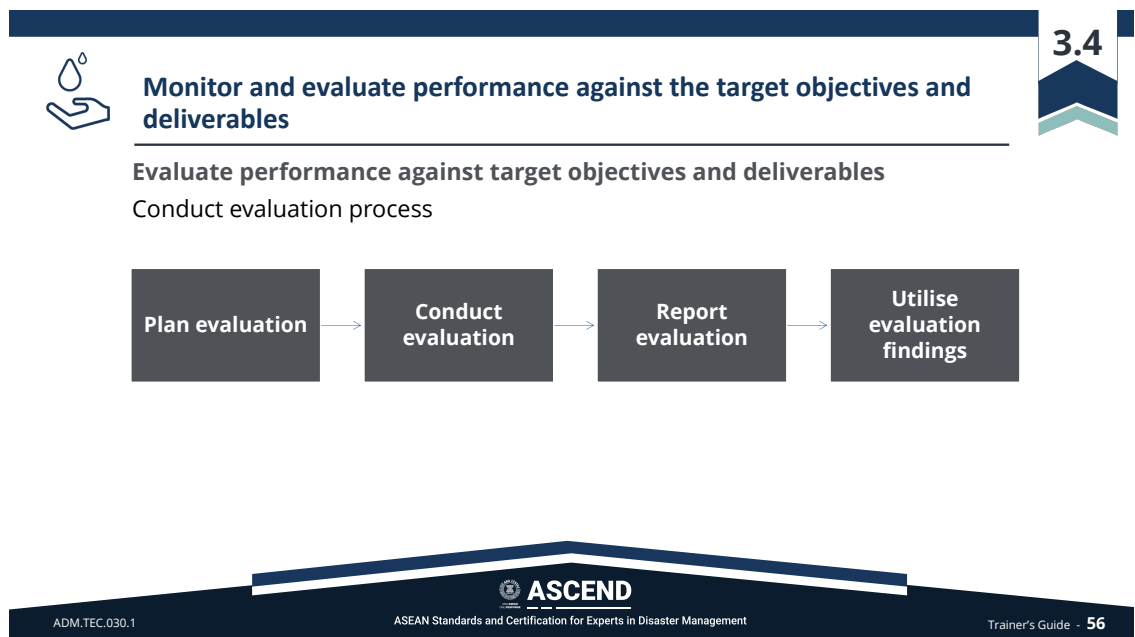 3.4
Monitor and evaluate performance against the target objectives and
deliverables
Evaluate performance against target objectives and deliverables
Conduct evaluation process
Plan evaluation
Conduct
evaluation
Report
evaluation
Utilise
evaluation
findings
ASCEND
ASEAN Standards and Certification for Experts in Disaster Management
ADM.TEC.030.1
Trainer's Guide - 56